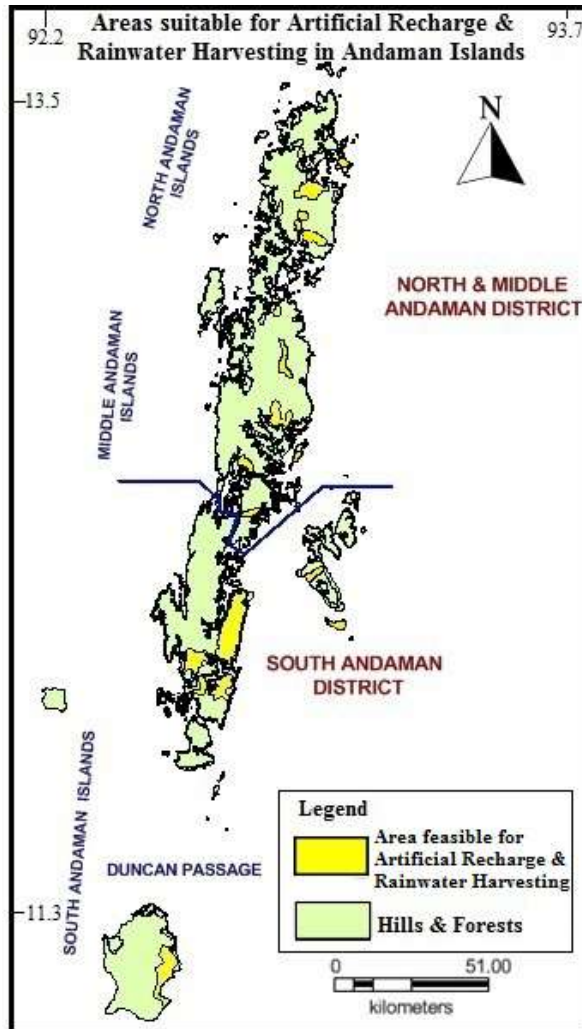 Areas suitable for Artificial Recharge &
Rainwater Harvesting in Andaman Islands
92.2
93.7
13.5
N
NORTH ANDAMAN
ISLANDS
NORTH & MIDDLE
ANDAMAN DISTRICT
MIDDLE ANDAMAN
ISLANDS
SOUTH ANDAMAN
DISTRICT
SOUTH ANDAMAN ISLANDS
DUNCAN PASSAGE
11.3
Legend
Area feasible for
Artificial Recharge &
Rainwater Harvesting
Hills & Forests
0 51.00
kilometers